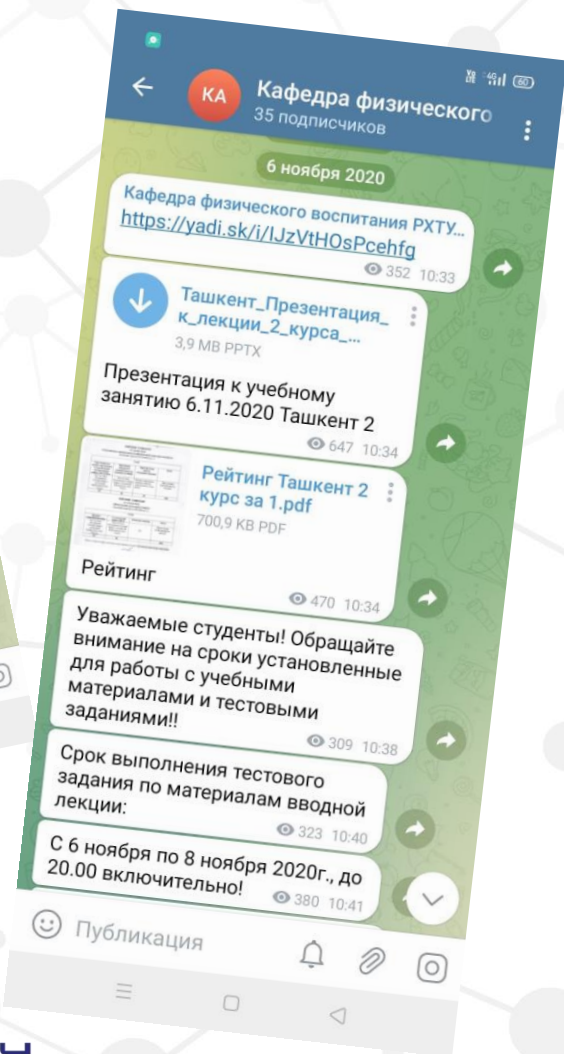 4G 60
КА
Кафедра физического
35 подписчиков
6 ноября 2020
Кафедра физического воспитания РХТУ...
https://yadi.sk/i/IJzVtHOsPcehfg
352 10:33
Ташкент_Презентация_
к_лекции_2_курса_...
3,9 MB PPTX
Презентация к учебному
занятию 6.11.2020 Ташкент 2
647 10:34
Рейтинг Ташкент 2
курс за 1.pdf
700,9 KB PDF
Рейтинг
470 10:34
Уважаемые студенты! Обращайте
внимание на сроки установленные
для работы с учебными
материалами и тестовыми
заданиями!!
309 10:38
Срок выполнения тестового
задания по материалам вводной
лекции:
323 10:40
С 6 ноября по 8 ноября 2020г., до
20.00 включительно!
380 10:41
Публикация